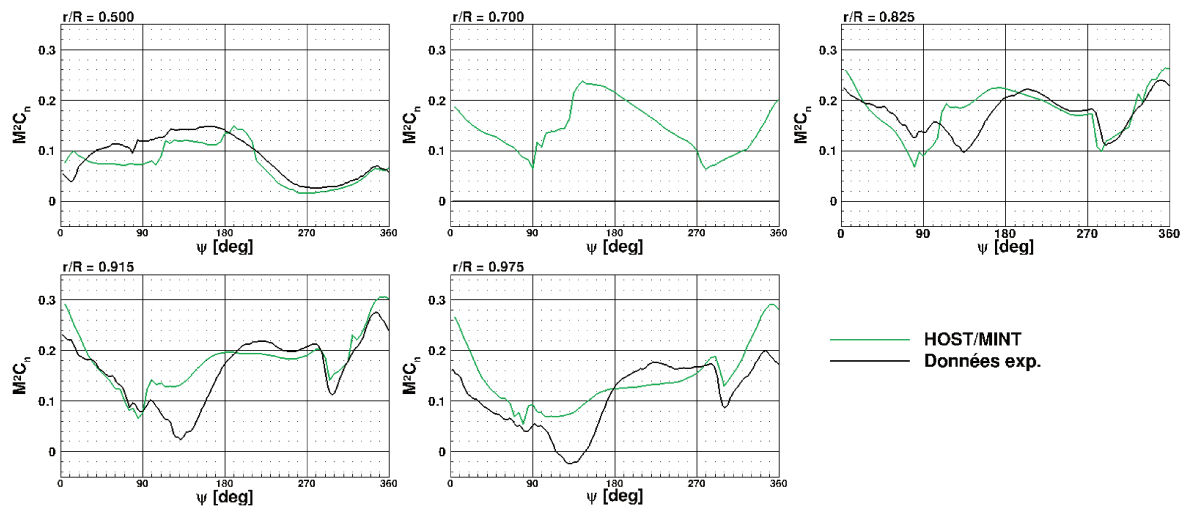 r/R = 0.500
0.3
0.2
0.1
0
M²Cn
0 90 180 270 360
ψ [deg]
r/R = 0.700
0.3
0.2
0.1
0
M²Cn
0 90 180 270 360
ψ [deg]
r/R = 0.825
0.3
0.2
0.1
0
M²Cn
0 90 180 270 360
ψ [deg]
r/R = 0.915
0.3
0.2
0.1
0
M²Cn
0 90 180 270 360
ψ [deg]
r/R = 0.975
0.3
0.2
0.1
0
M²Cn
0 90 180 270 360
ψ [deg]
HOST/MINT
Données exp.